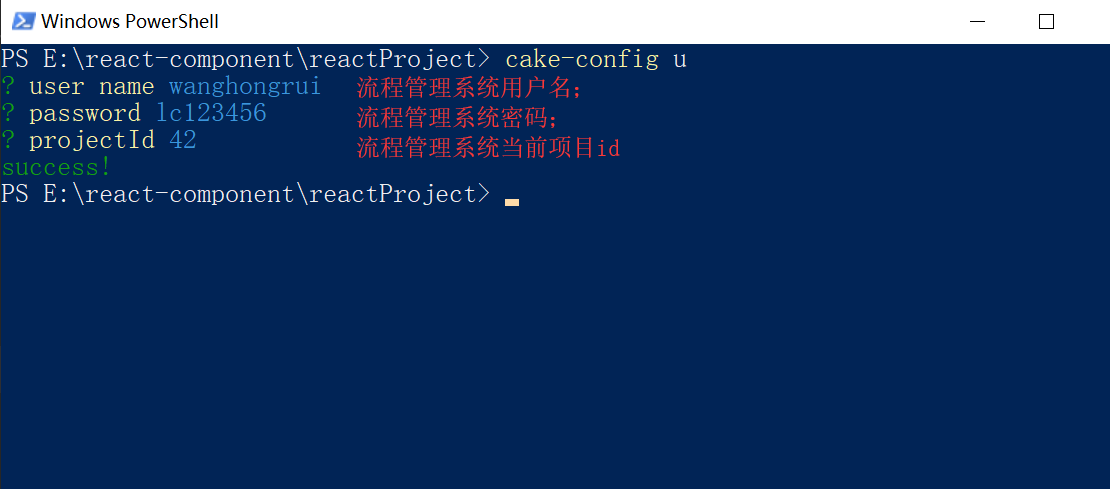 Windows PowerShell
PS E:\react-component\reactProject> cake-config u
? user name wanghongrui 流程管理系统用户名;
? password lc123456 流程管理系统密码;
? projectId 42 流程管理系统当前项目id
success!
PS E:\react-component\reactProject>